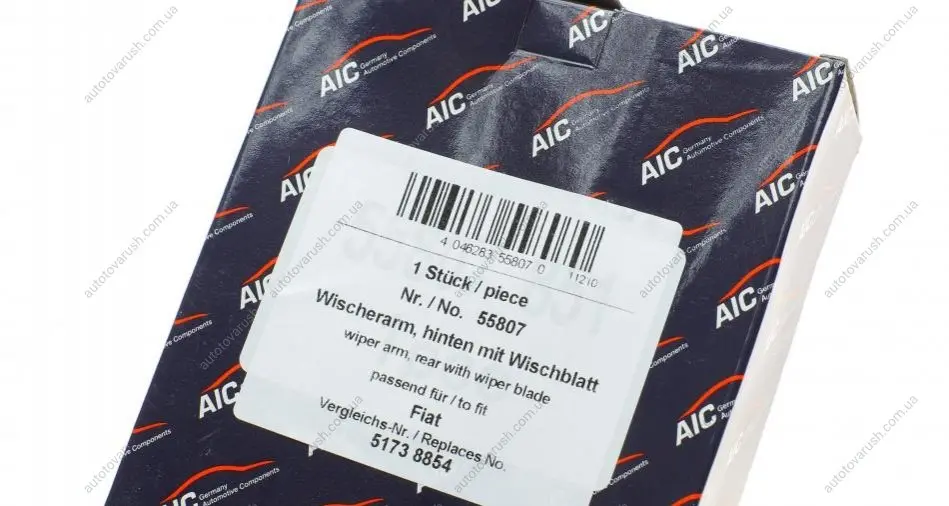 AIC Germany
Automotive Components
4 046283 55807 0 11210
1 Stück / piece
Nr. / No. 55807
Wischerarm, hinten mit Wischblatt
wiper arm, rear with wiper blade
passend für / to fit
Fiat
Vergleichs-Nr. / Replaces No.
5173 8854
autotovarush.com.ua